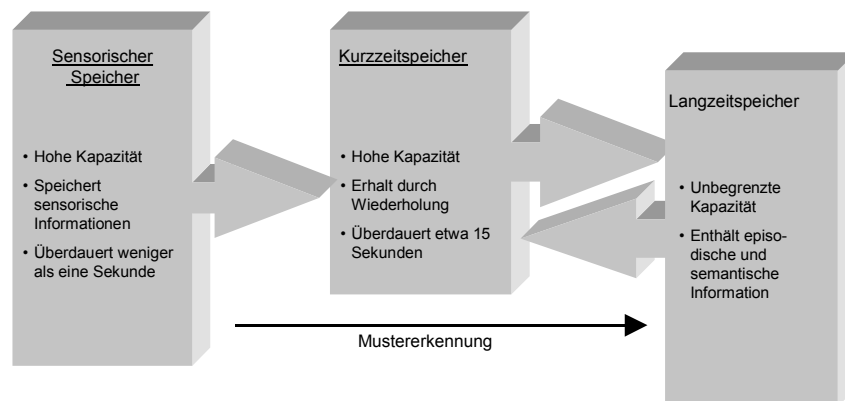 Sensorischer
Speicher
• Hohe Kapazität
• Speichert
sensorische
Informationen
• Überdauert weniger
als eine Sekunde
Kurzzeitspeicher
• Hohe Kapazität
• Erhalt durch
Wiederholung
• Überdauert etwa 15
Sekunden
Langzeitspeicher
• Unbegrenzte
Kapazität
• Enthält episo-
dische und
semantische
Information
Mustererkennung